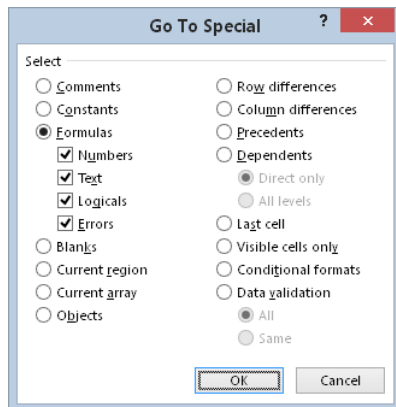 Go To Special
?
×
Select
Comments
Constants
Formulas
Numbers
Text
Logicals
Errors
Blanks
Current region
Current array
Objects
Row differences
Column differences
Precedents
Dependents
Direct only
All levels
Last cell
Visible cells only
Conditional formats
Data validation
All
Same
OK
Cancel